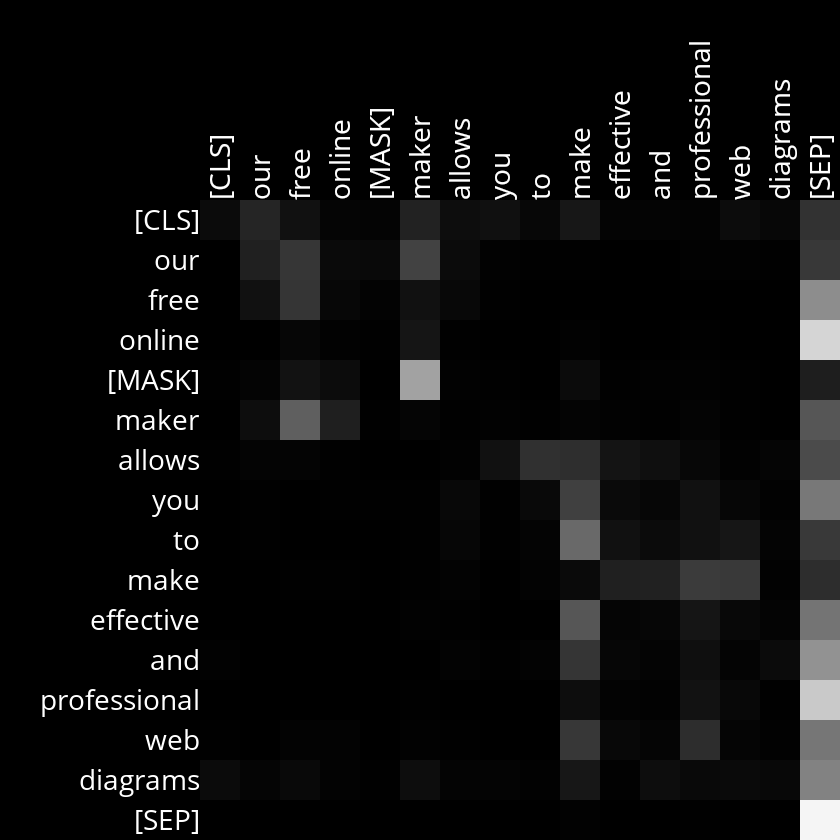 [CLS]
our
free
online
[MASK]
maker
allows
you
to
make
effective
and
professional
web
diagrams
[SEP]
[CLS]
our
free
online
[MASK]
maker
allows
you
to
make
effective
and
professional
web
diagrams
[SEP]